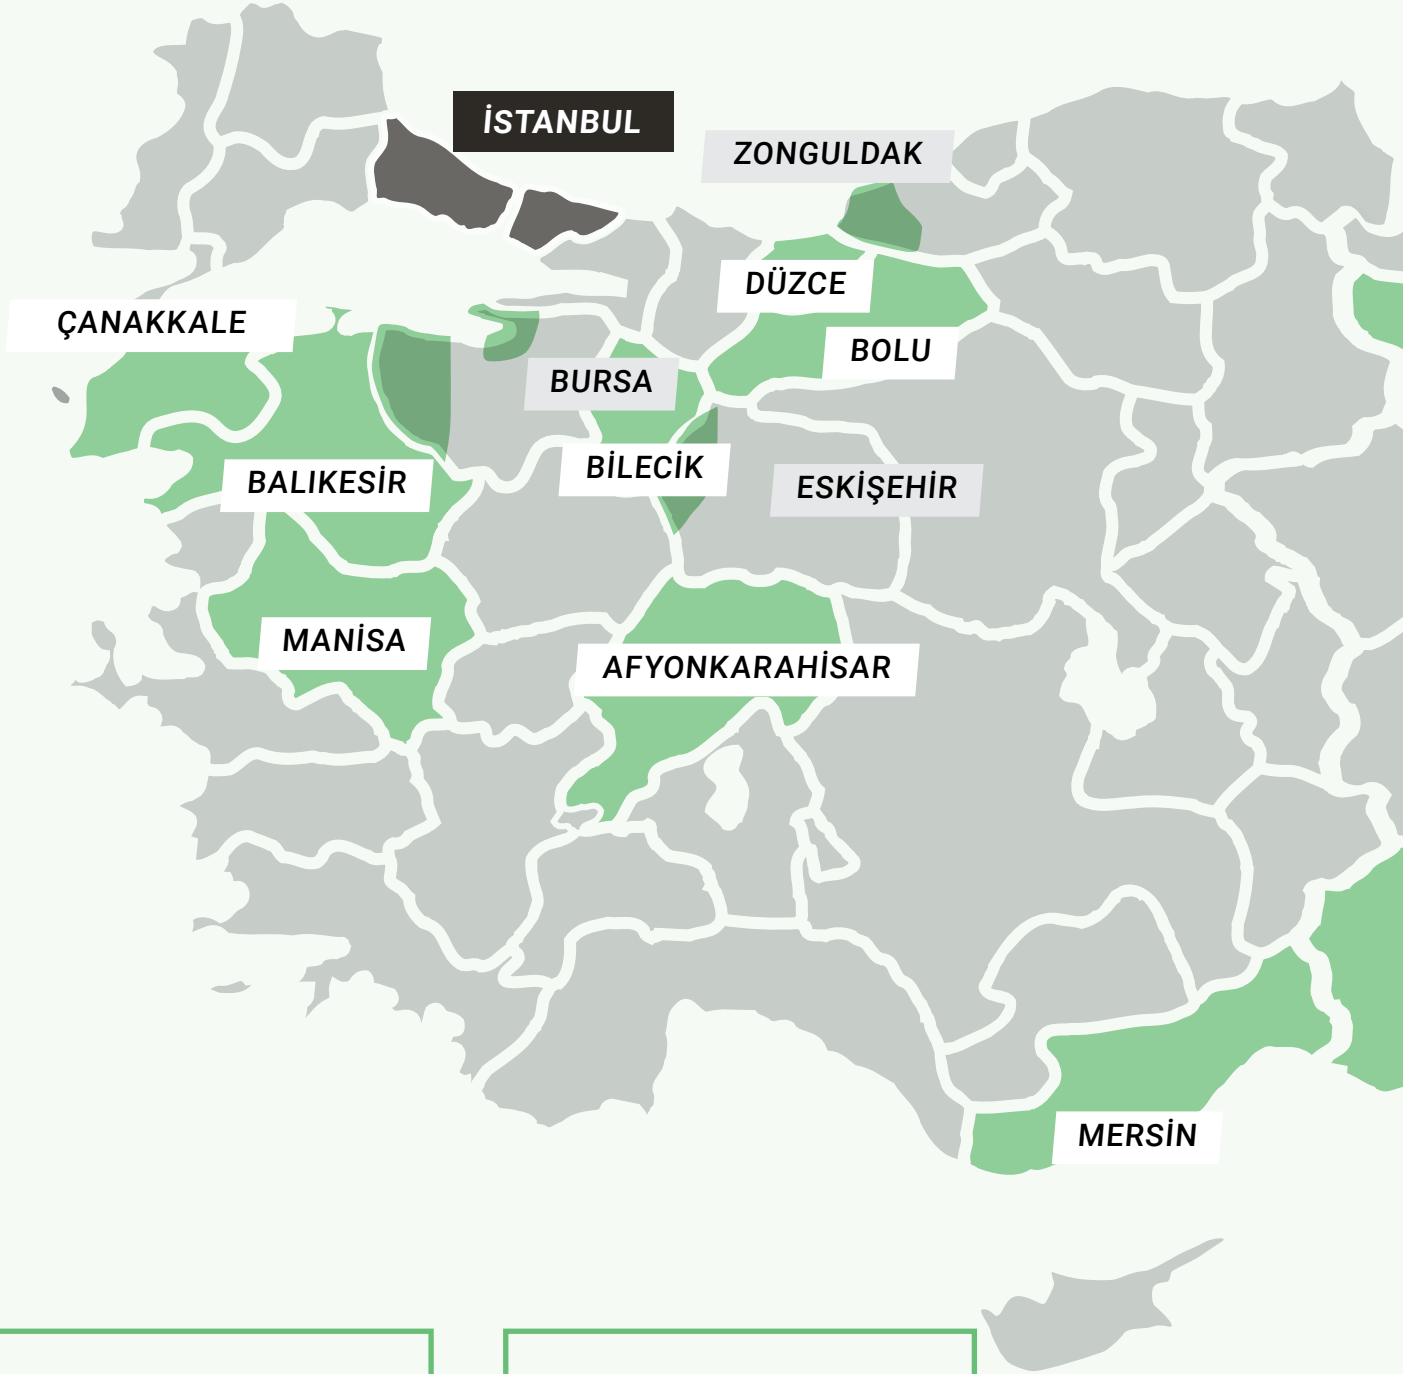 İSTANBUL
ZONGULDAK
DÜZCE
ÇANAKKALE
BOLU
BURSA
BİLECİK
BALIKESİR
ESKİŞEHİR
MANİSA
AFYONKARAHİSAR
MERSİN